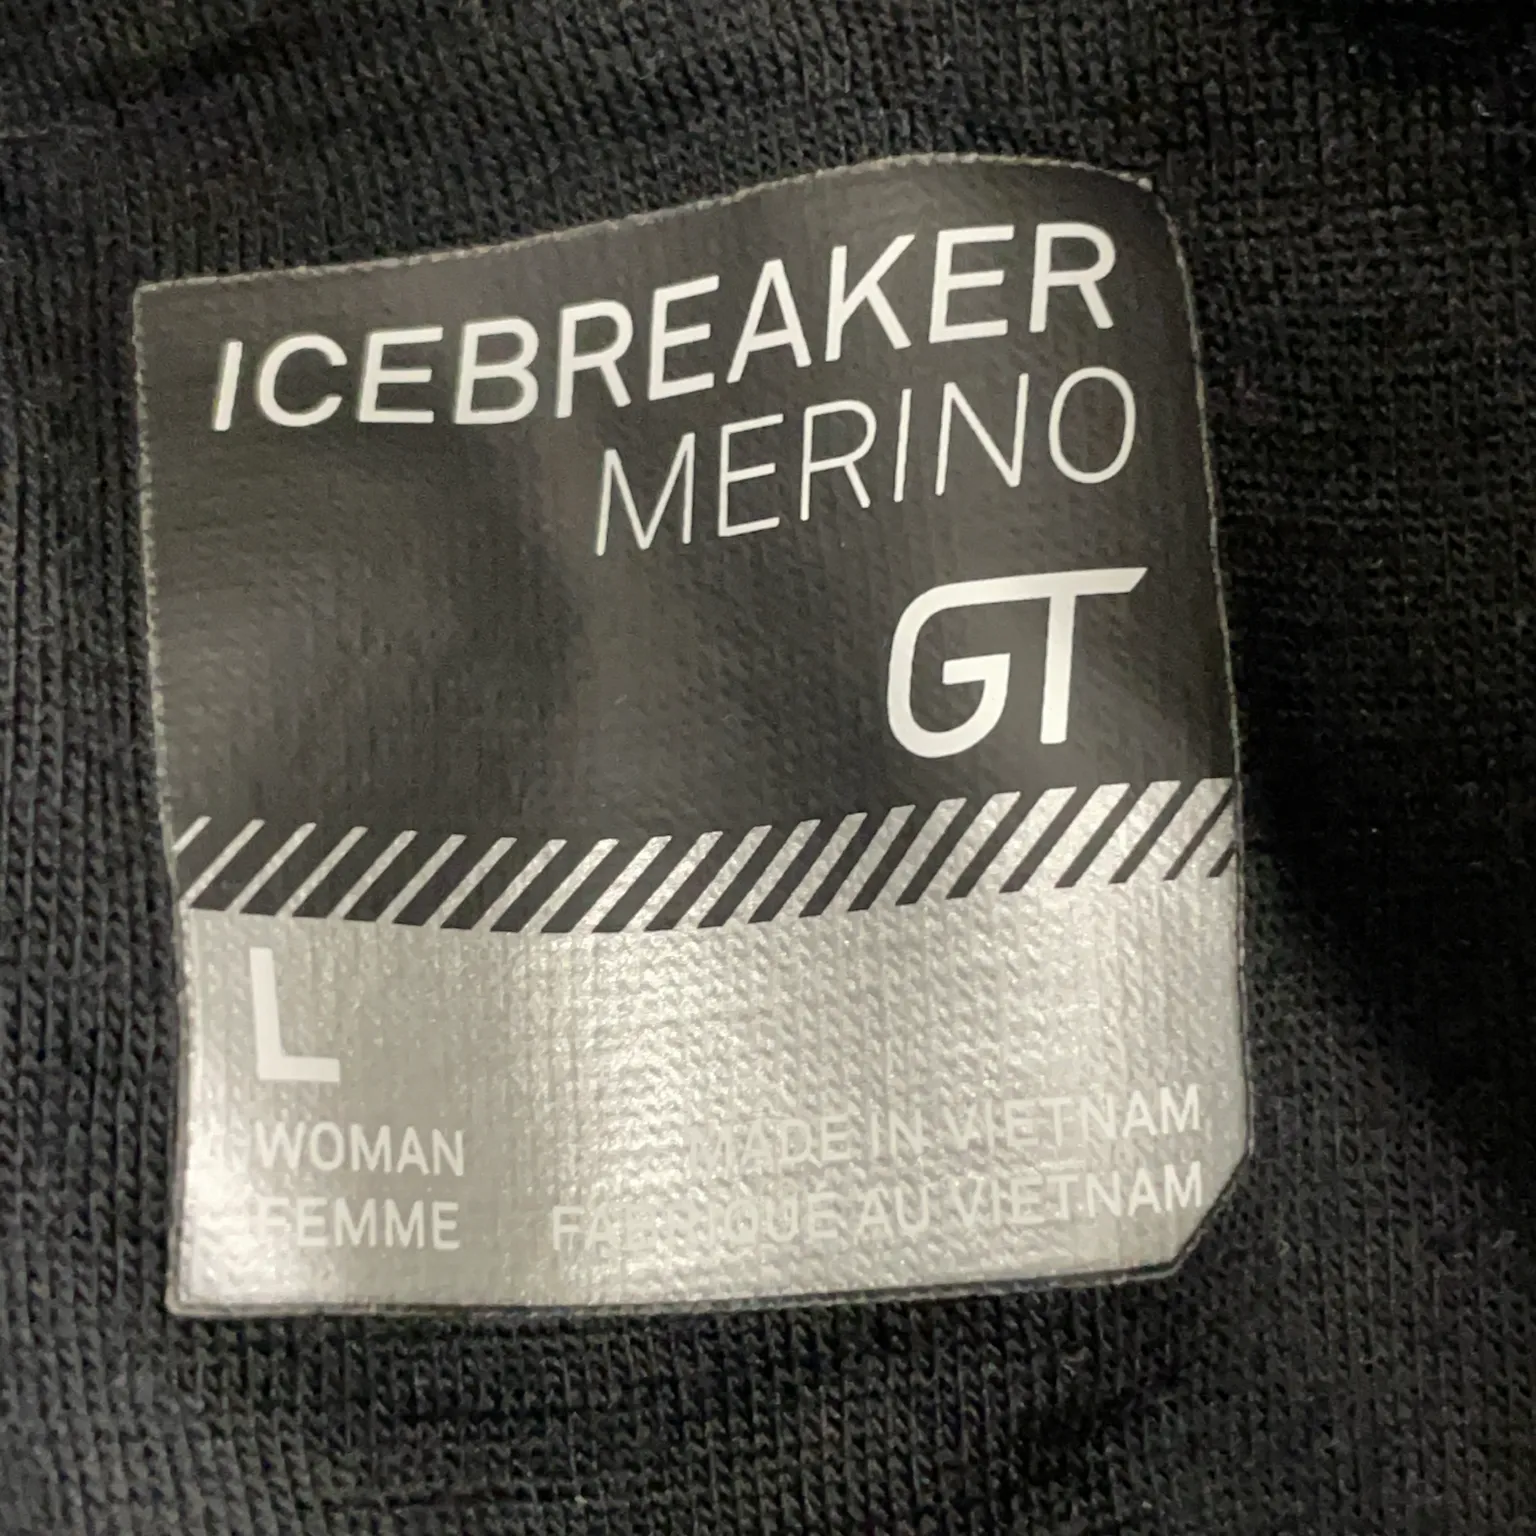 ICEBREAKER
MERINO
GT
L
WOMAN
FEMME
MADE IN VIETNAM
FABRIQUÉ AU VIETNAM